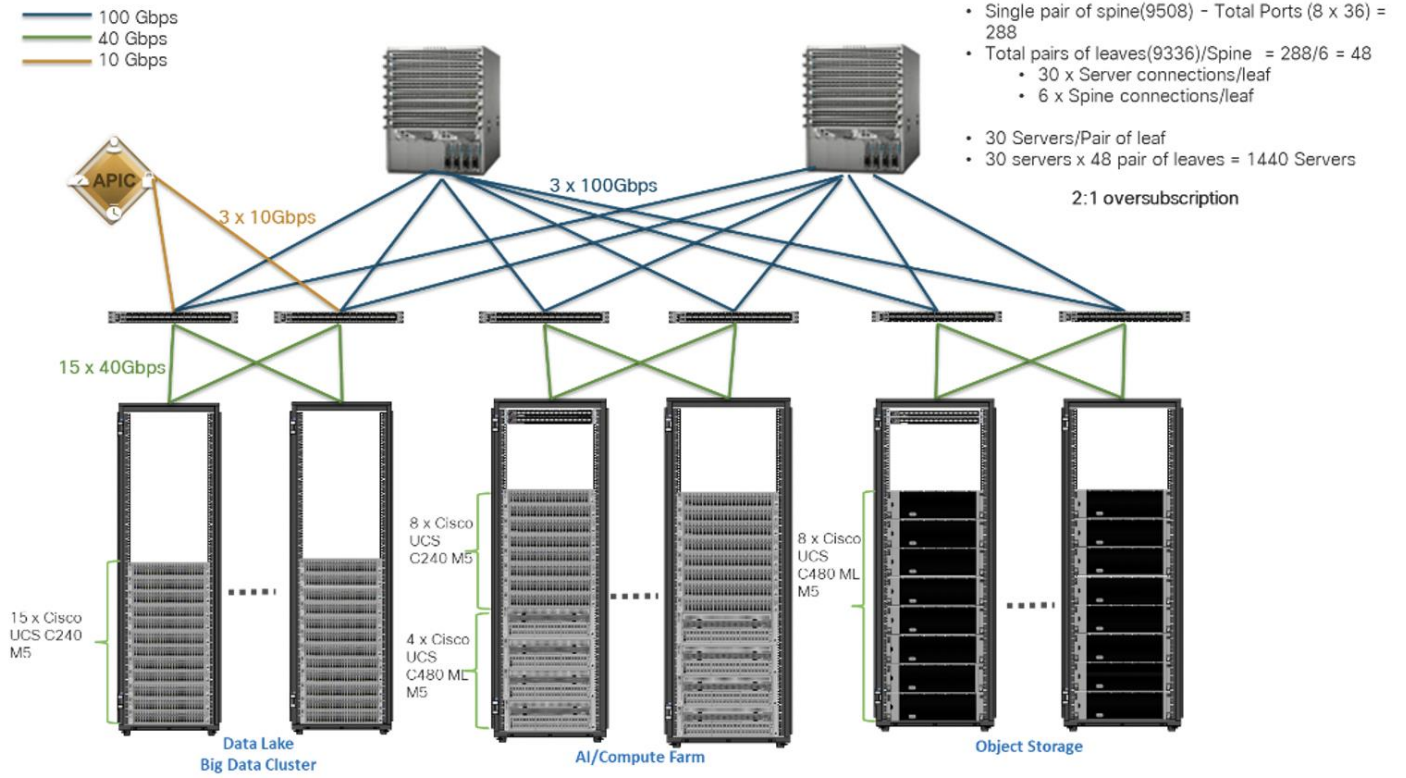 100 Gbps
40 Gbps
10 Gbps
• Single pair of spine(9508) - Total Ports (8 x 36) =
288
• Total pairs of leaves(9336)/Spine = 288/6 = 48
• 30 x Server connections/leaf
• 6 x Spine connections/leaf
• 30 Servers/Pair of leaf
• 30 servers x 48 pair of leaves = 1440 Servers
2:1 oversubscription
APIC
3 x 10Gbps
3 x 100Gbps
15 x 40Gbps
15 x Cisco
UCS C240
M5
8 x Cisco
UCS
C240 M5
4 x Cisco
UCS
C480 ML
M5
8 x Cisco
UCS
C480 ML
M5
Data Lake
Big Data Cluster
AI/Compute Farm
Object Storage